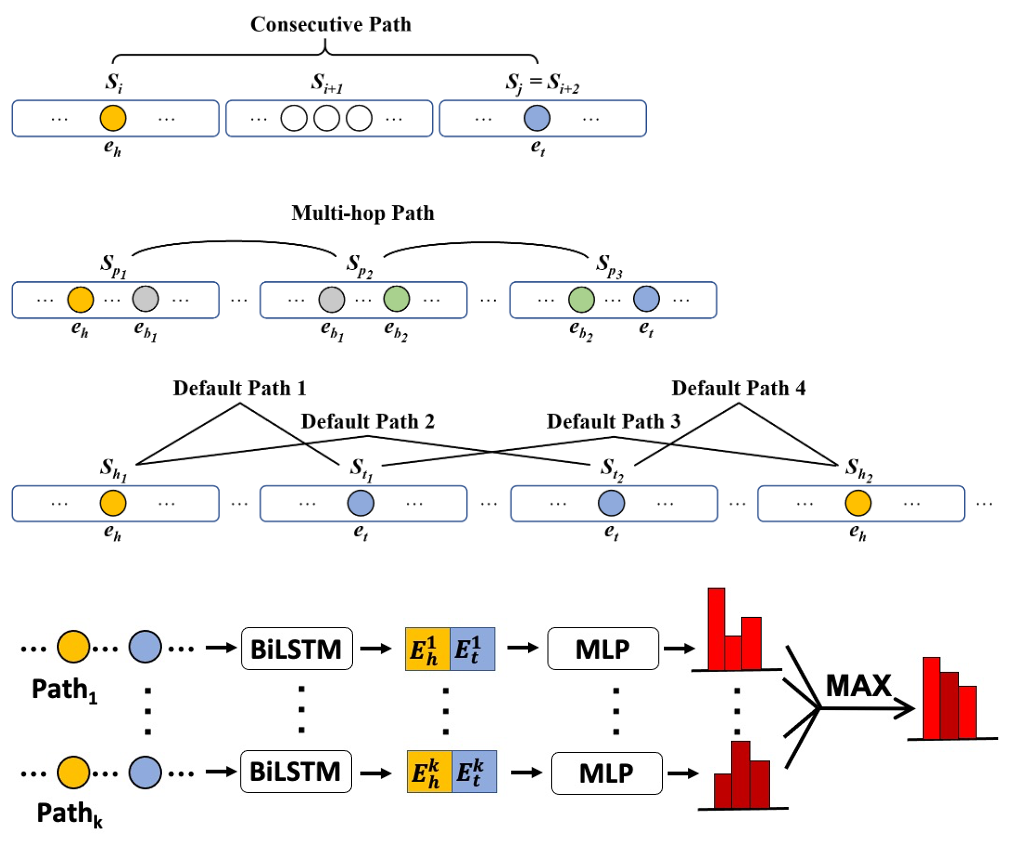 Consecutive Path
S_i S_{i+1} S_j = S_{i+2}
... ... ... ... ... ...
e_h e_t
Multi-hop Path
S_{p_1} S_{p_2} S_{p_3}
... ... ... ... ... ... ... ... ... ... ...
e_h e_{b_1} e_{b_1} e_{b_2} e_{b_2} e_t
Default Path 1 Default Path 4
Default Path 2 Default Path 3
S_{h_1} S_{t_1} S_{t_2} S_{h_2}
... ... ... ... ... ... ... ... ... ... ... ...
e_h e_t e_t e_h
... ... ... BiLSTM E_h^1 E_t^1 MLP
Path_1
MAX
... ... ... BiLSTM E_h^k E_t^k MLP
Path_k